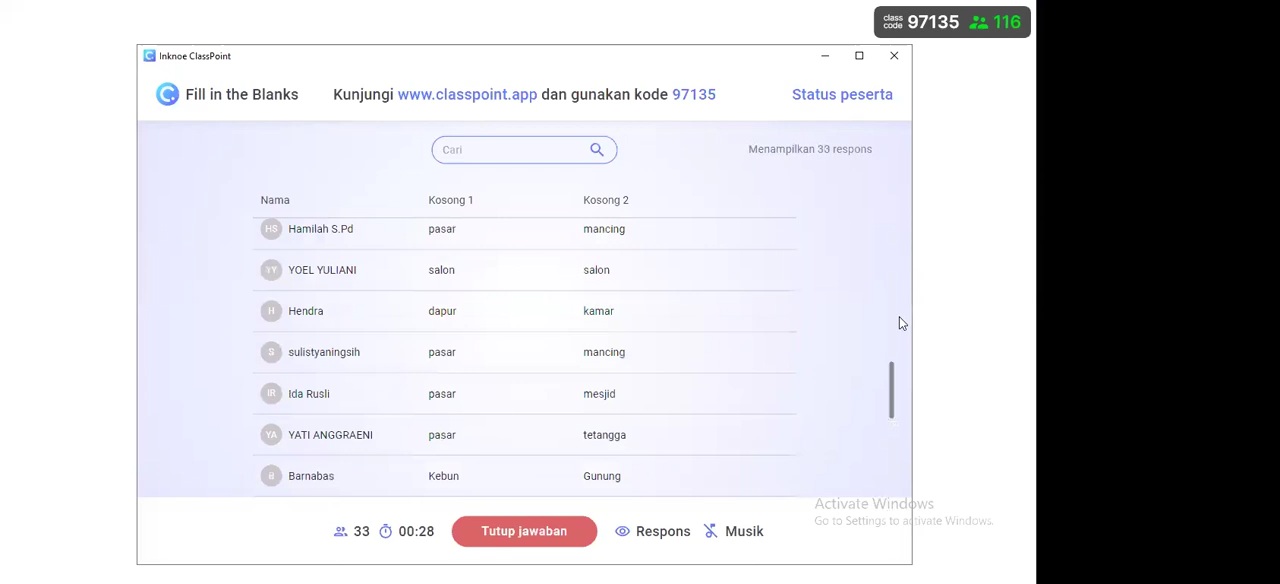 class code 97135 116
Inknoe ClassPoint
Fill in the Blanks Kunjungi www.classpoint.app dan gunakan kode 97135 Status peserta
Cari Menampilkan 33 respons
Nama Kosong 1 Kosong 2
HS Hamilah S.Pd pasar mancing
YY YOEL YULIANI salon salon
H Hendra dapur kamar
S sulistyaningsih pasar mancing
IR Ida Rusli pasar mesjid
YA YATI ANGGRAENI pasar tetangga
Barnabas Kebun Gunung
33 00:28 Tutup jawaban Respons Musik
Activate Windows
Go to Settings to activate Windows.